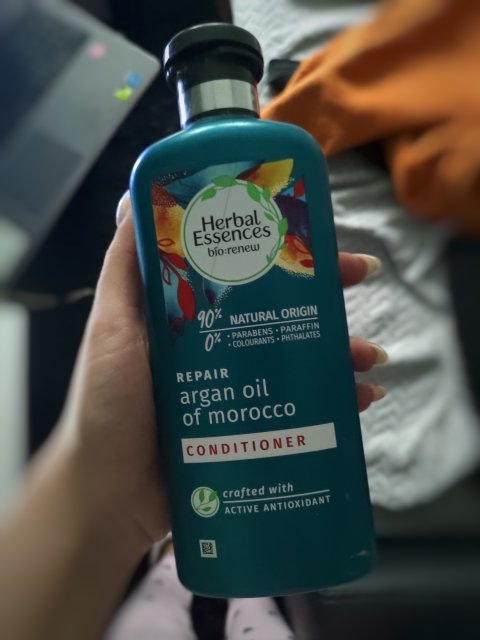 Herbal
Essences
bio:renew
90% NATURAL ORIGIN
0% • PARABENS • PARAFFIN
• COLOURANTS • PHTHALATES
REPAIR
argan oil
of morocco
CONDITIONER
crafted with
ACTIVE ANTIOXIDANT